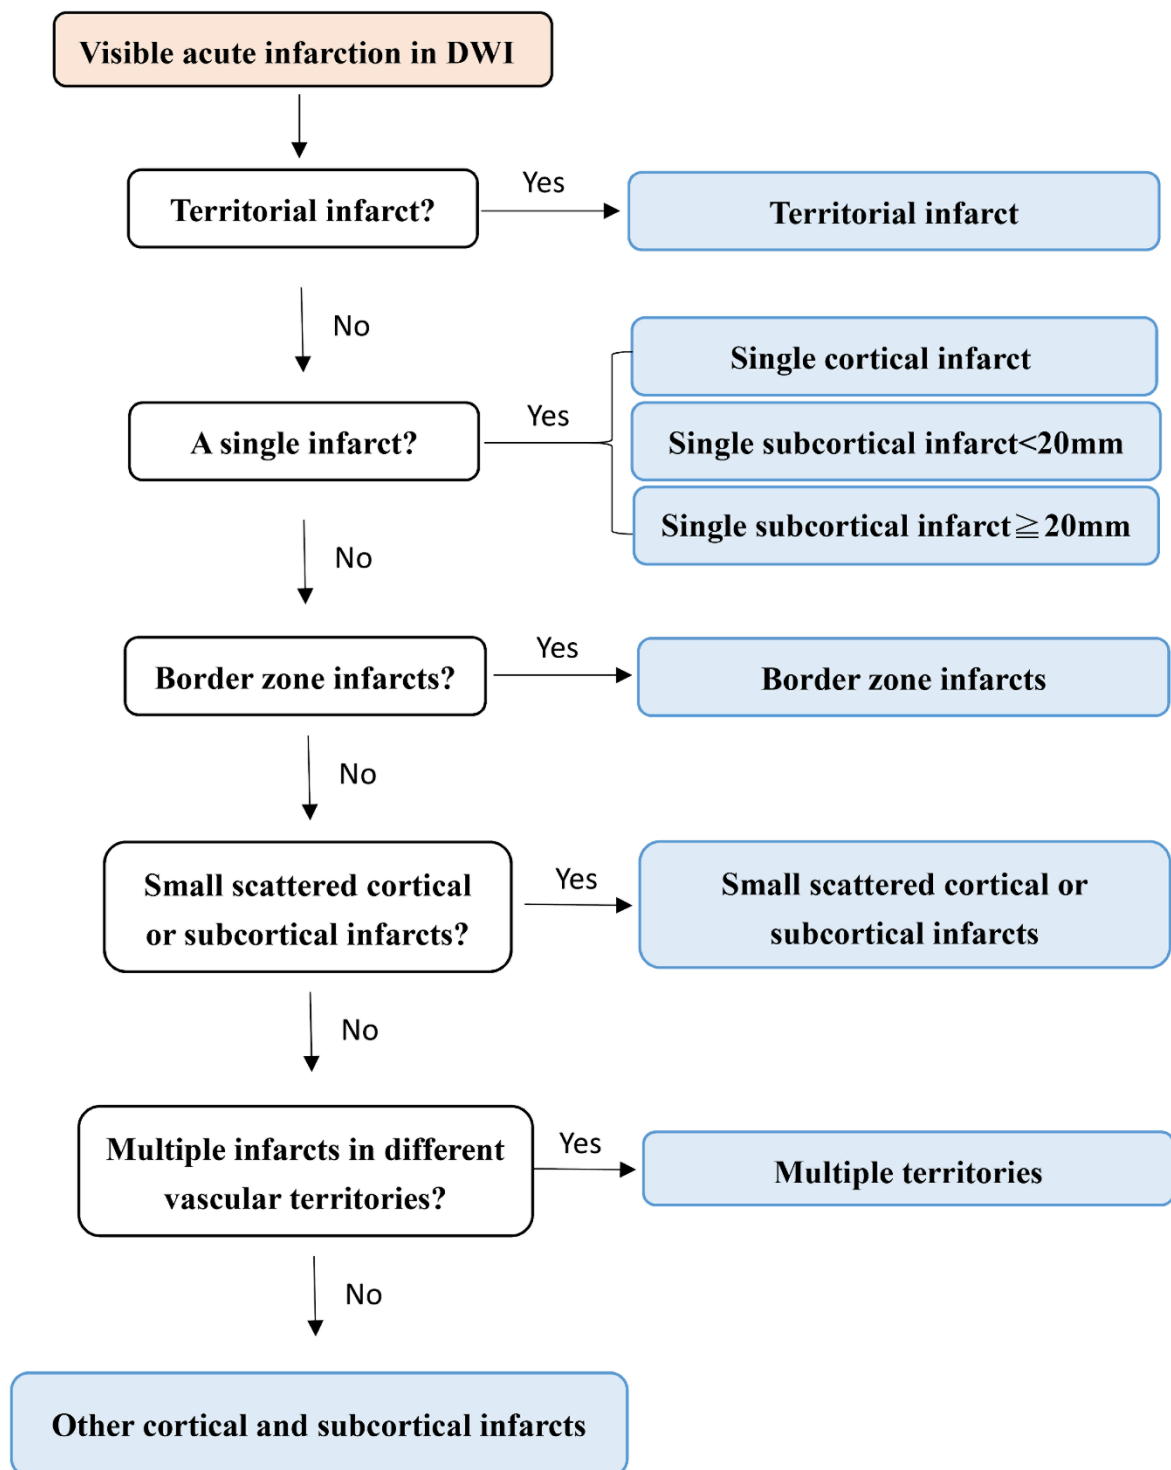 Visible acute infarction in DWI
Territorial infarct?
Yes
Territorial infarct
No
A single infarct?
Yes
Single cortical infarct
Single subcortical infarct<20mm
Single subcortical infarct≧20mm
No
Border zone infarcts?
Yes
Border zone infarcts
No
Small scattered cortical
or subcortical infarcts?
Yes
Small scattered cortical or
subcortical infarcts
No
Multiple infarcts in different
vascular territories?
Yes
Multiple territories
No
Other cortical and subcortical infarcts